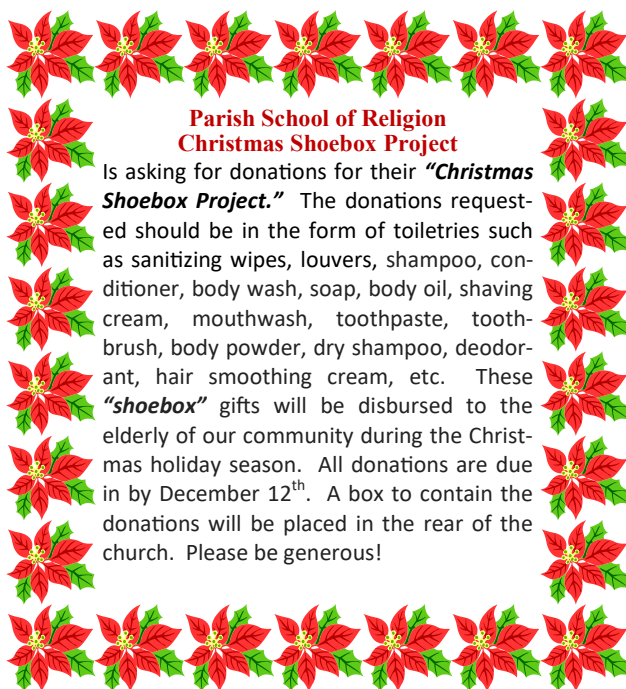 Parish School of Religion
Christmas Shoebox Project
Is asking for donations for their “Christmas
Shoebox Project.” The donations request-
ed should be in the form of toiletries such
as sanitizing wipes, louvers, shampoo, con-
ditioner, body wash, soap, body oil, shaving
cream, mouthwash, toothpaste, tooth-
brush, body powder, dry shampoo, deodor-
ant, hair smoothing cream, etc. These
“shoebox” gifts will be disbursed to the
elderly of our community during the Christ-
mas holiday season. All donations are due
in by December 12th. A box to contain the
donations will be placed in the rear of the
church. Please be generous!